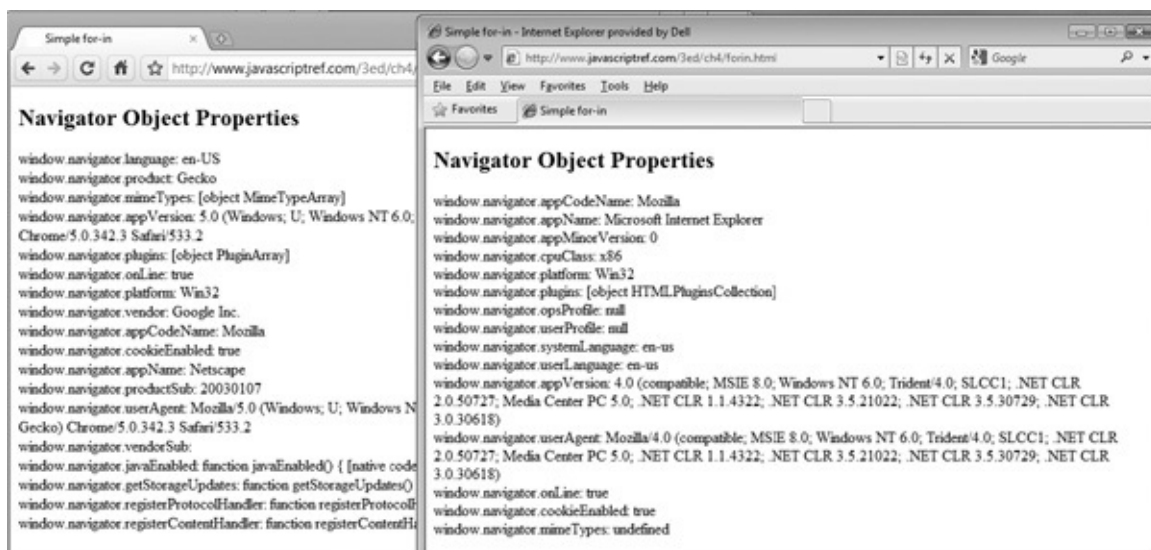 Simple for-in
http://www.javascriptref.com/3ed/ch4/
Navigator Object Properties
window.navigator.language: en-US
window.navigator.product: Gecko
window.navigator.mimeTypes: [object MimeTypeArray]
window.navigator.appVersion: 5.0 (Windows; U; Windows NT 6.0;
Chrome/5.0.342.3 Safari/533.2
window.navigator.plugins: [object PluginArray]
window.navigator.onLine: true
window.navigator.platform: Win32
window.navigator.vendor: Google Inc.
window.navigator.appCodeName: Mozilla
window.navigator.cookieEnabled: true
window.navigator.appName: Netscape
window.navigator.productSub: 20030107
window.navigator.userAgent: Mozilla/5.0 (Windows; U; Windows N
Gecko) Chrome/5.0.342.3 Safari/533.2
window.navigator.vendorSub:
window.navigator.javaEnabled: function javaEnabled() { [native code
window.navigator.getStorageUpdates: function getStorageUpdates()
window.navigator.registerProtocolHandler: function registerProtocolH
window.navigator.registerContentHandler: function registerContentHa
Simple for-in - Internet Explorer provided by Dell
http://www.javascriptref.com/3ed/ch4/forin.html
Google
File Edit View Favorites Tools Help
Favorites Simple for-in
Navigator Object Properties
window.navigator.appCodeName: Mozilla
window.navigator.appName: Microsoft Internet Explorer
window.navigator.appMinorVersion: 0
window.navigator.cpuClass: x86
window.navigator.platform: Win32
window.navigator.plugins: [object HTMLPluginsCollection]
window.navigator.opsProfile: null
window.navigator.userProfile: null
window.navigator.systemLanguage: en-us
window.navigator.userLanguage: en-us
window.navigator.appVersion: 4.0 (compatible; MSIE 8.0; Windows NT 6.0; Trident/4.0; SLCC1; .NET CLR
2.0.50727; Media Center PC 5.0; .NET CLR 1.1.4322; .NET CLR 3.5.21022; .NET CLR 3.5.30729; .NET CLR
3.0.30618)
window.navigator.userAgent: Mozilla/4.0 (compatible; MSIE 8.0; Windows NT 6.0; Trident/4.0; SLCC1; .NET CLR
2.0.50727; Media Center PC 5.0; .NET CLR 1.1.4322; .NET CLR 3.5.21022; .NET CLR 3.5.30729; .NET CLR
3.0.30618)
window.navigator.onLine: true
window.navigator.cookieEnabled: true
window.navigator.mimeTypes: undefined